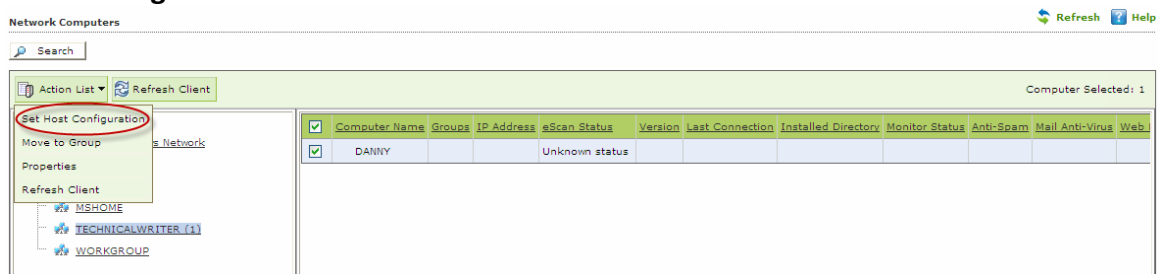 Network Computers
Refresh Help
Search
Action List Refresh Client
Computer Selected: 1
Set Host Configuration
Move to Group
s Network
Properties
Refresh Client
MSHOME
TECHNICALWRITER (1)
WORKGROUP
Computer Name Groups IP Address eScan Status Version Last Connection Installed Directory Monitor Status Anti-Spam Mail Anti-Virus Web
DANNY Unknown status